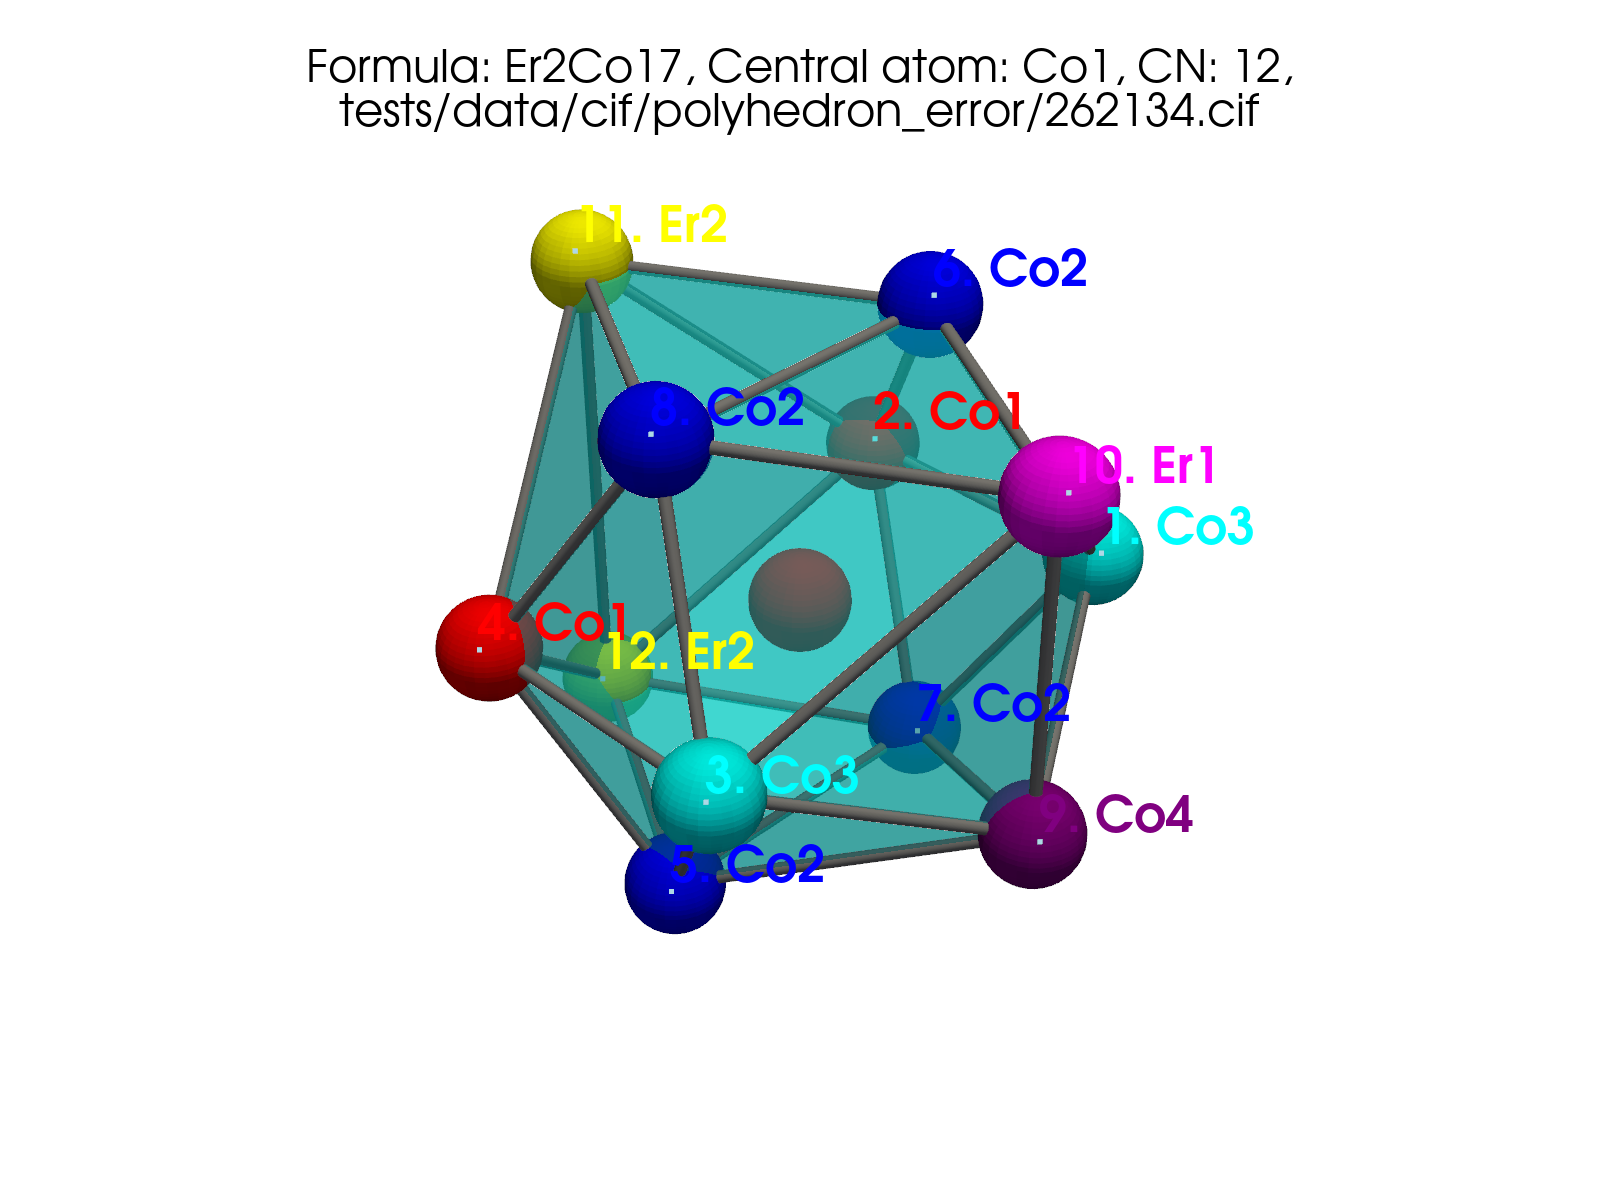 Formula: Er2Co17, Central atom: Co1, CN: 12,
tests/data/cif/polyhedron_error/262134.cif
11. Er2
6. Co2
8. Co2
2. Co1
10. Er1
1. Co3
4. Co1
12. Er2
7. Co2
3. Co3
9. Co4
5. Co2